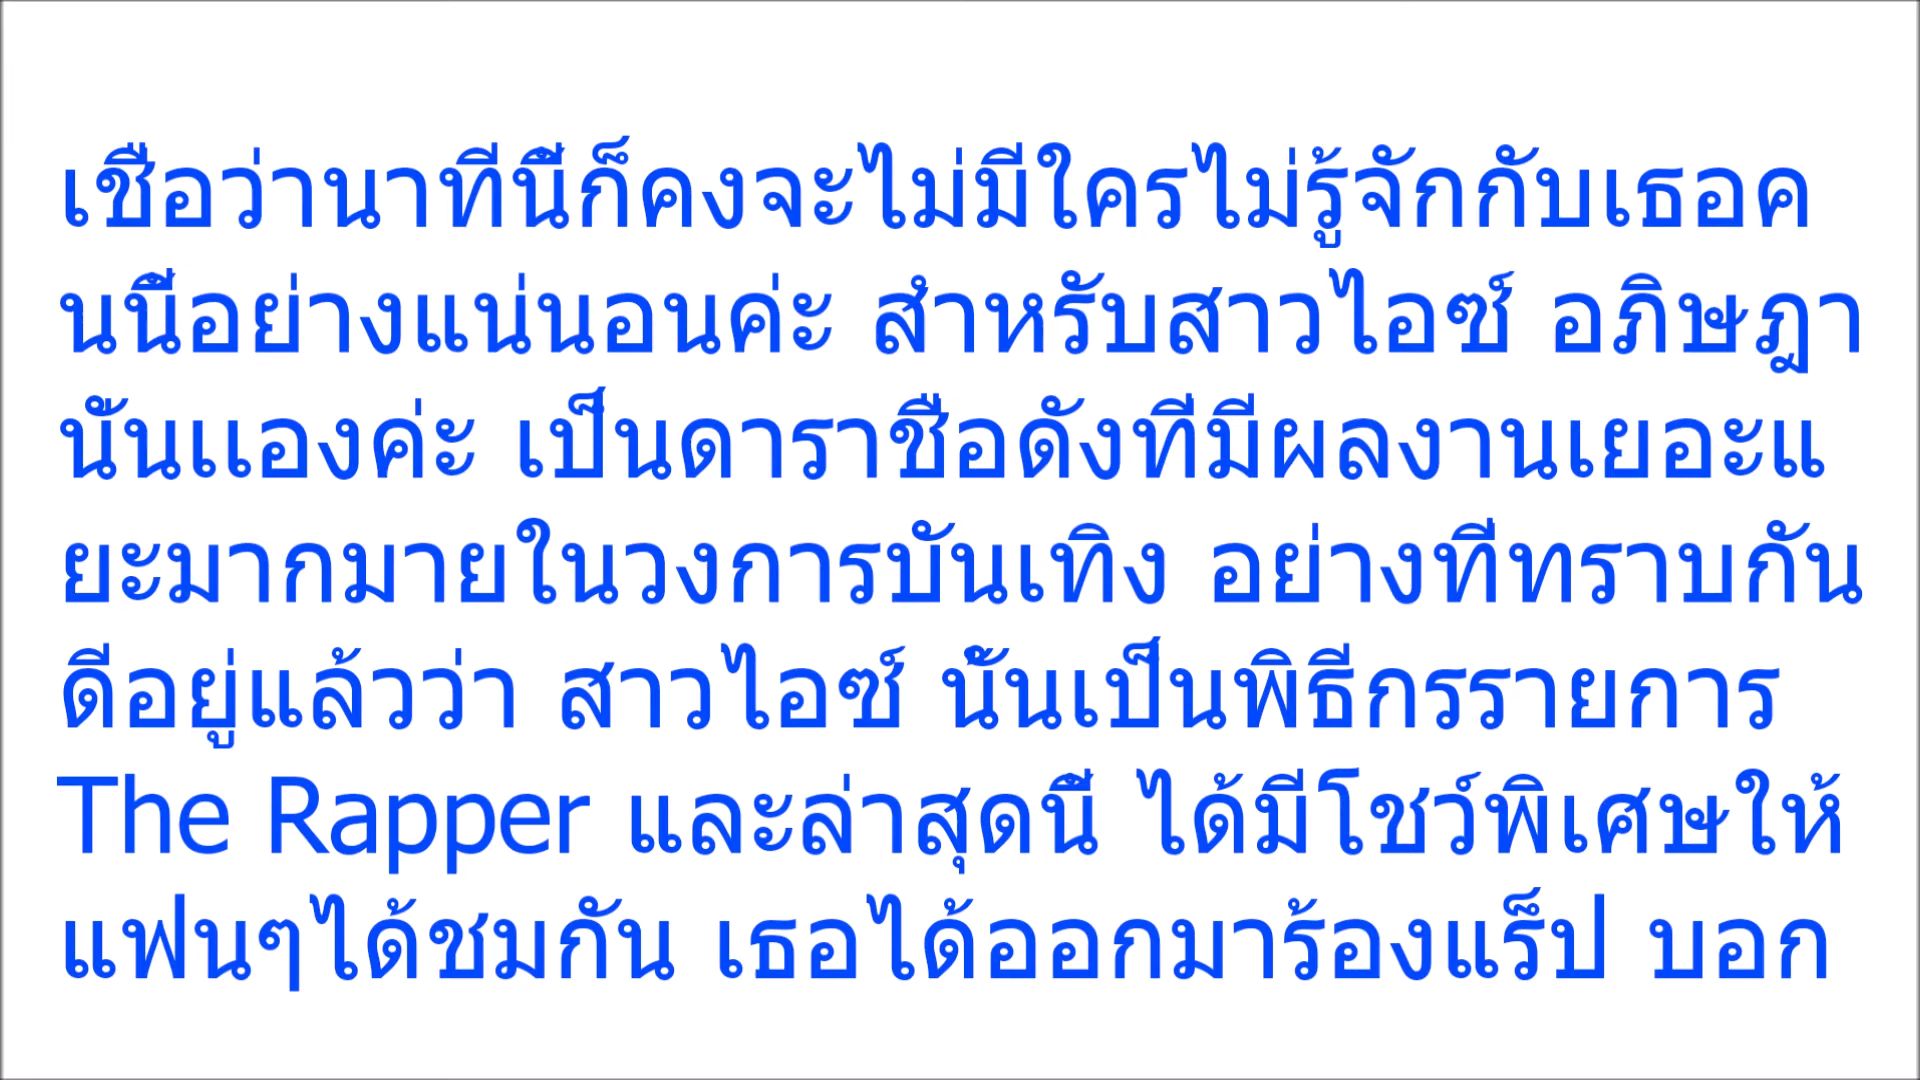 เชื่อว่านาทีนี้ก็คงจะไม่มีใครไม่รู้จักกับเธอค
นนี้อย่างแน่นอนค่ะ สำหรับสาวไอซ์ อภิษฎา
นั่นเเองค่ะ เป็นดาราชื่อดังที่มีผลงานเยอะแ
ยะมากมายในวงการบันเทิง อย่างที่ทราบกัน
ดีอยู่แล้วว่า สาวไอซ์ นั้นเป็นพิธีกรรายการ
The Rapper และล่าสุดนี้ ได้มีโชว์พิเศษให้
แฟนๆได้ชมกัน เธอได้ออกมาร้องแร็ป บอก